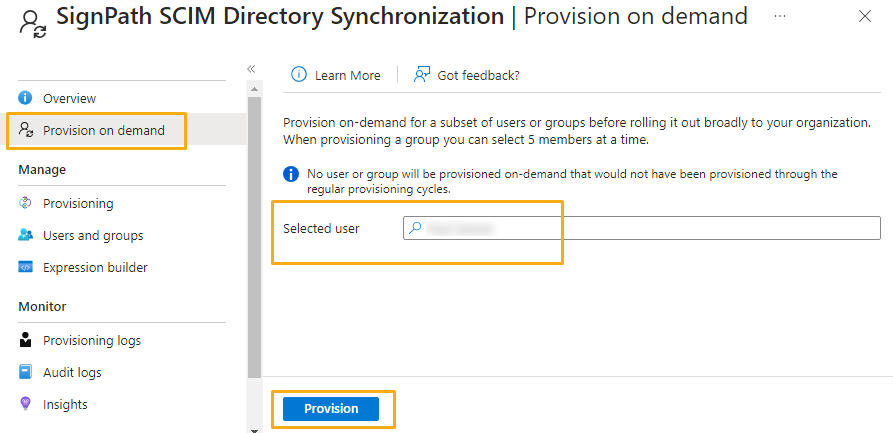 SignPath SCIM Directory Synchronization | Provision on demand
Learn More
Got feedback?
Overview
Provision on demand
Manage
Provisioning
Users and groups
Expression builder
Monitor
Provisioning logs
Audit logs
Insights
Provision on-demand for a subset of users or groups before rolling it out broadly to your organization.
When provisioning a group you can select 5 members at a time.
No user or group will be provisioned on-demand that would not have been provisioned through the
regular provisioning cycles.
Selected user
Provision